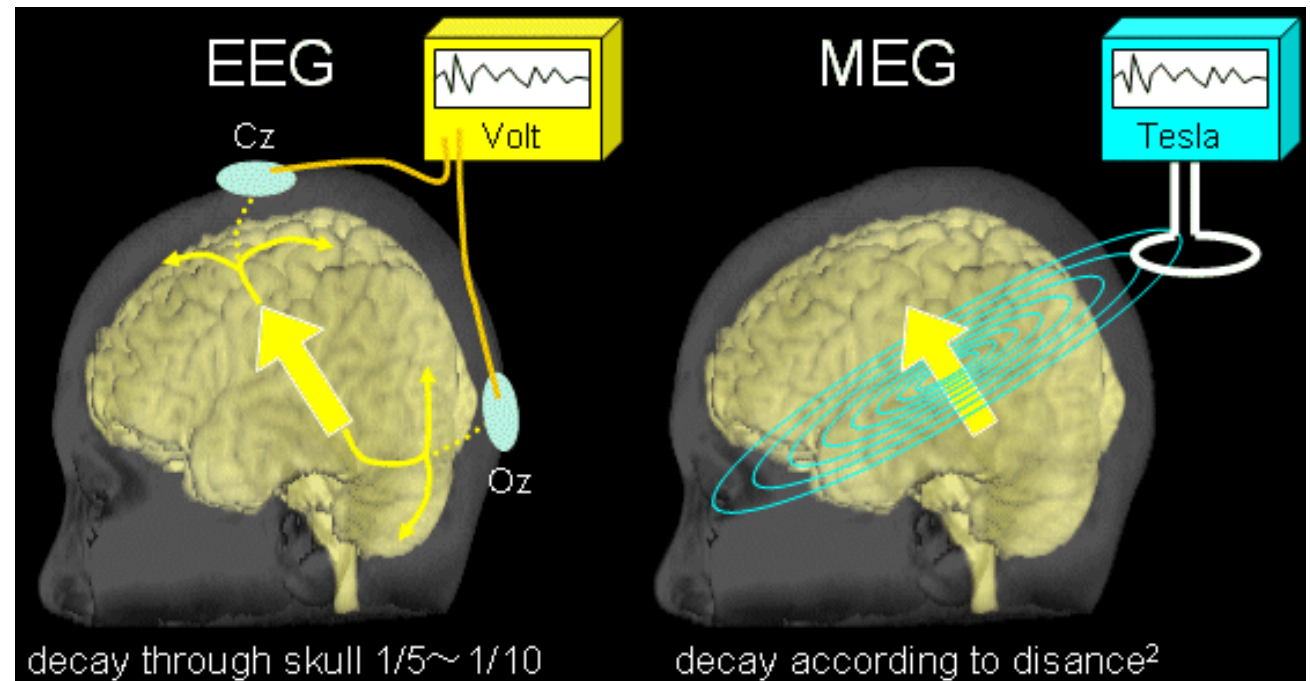 EEG
Volt
Cz
Oz
decay through skull 1/5～ 1/10
MEG
Tesla
decay according to disance²